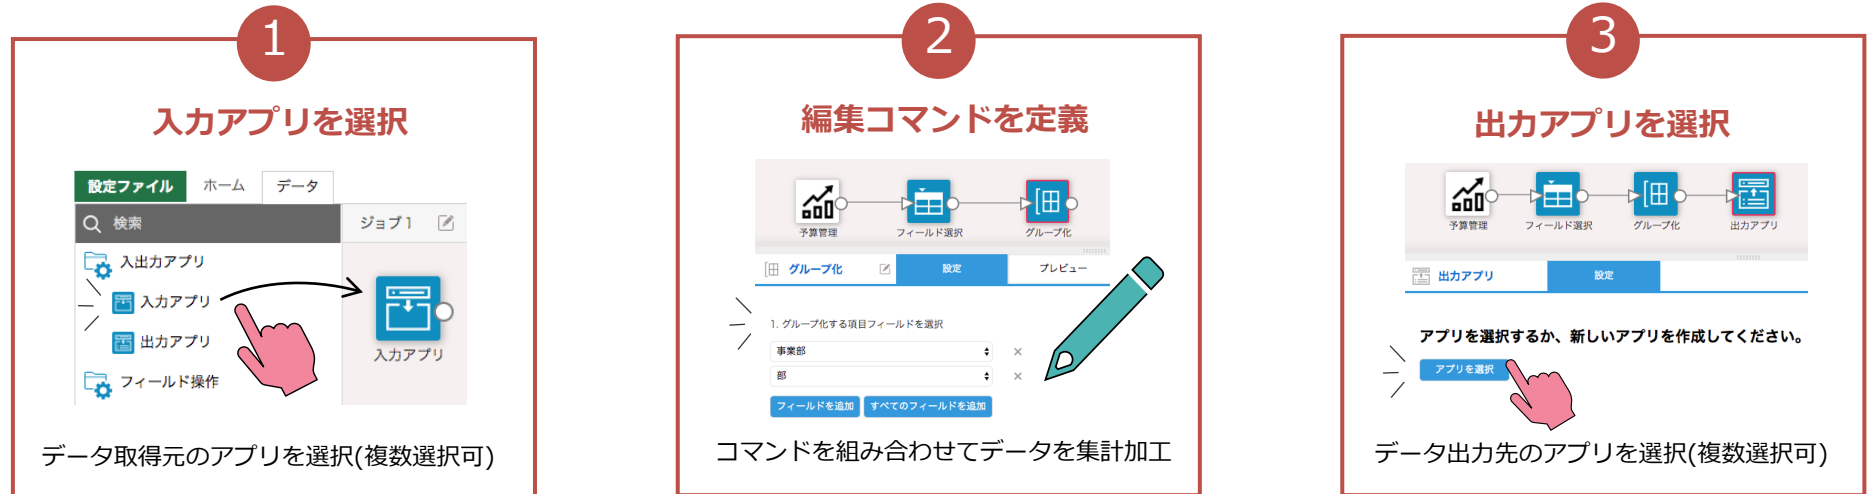 1
入力アプリを選択
設定ファイル ホーム データ
検索 ジョブ1
入出力アプリ
入力アプリ
出力アプリ
フィールド操作
入力アプリ
データ取得元のアプリを選択(複数選択可)
2
編集コマンドを定義
予算管理 フィールド選択 グループ化
グループ化 設定 プレビュー
1. グループ化する項目フィールドを選択
事業部
部
フィールドを追加 すべてのフィールドを追加
コマンドを組み合わせてデータを集計加工
3
出力アプリを選択
予算管理 フィールド選択 グループ化 出力アプリ
出力アプリ 設定
アプリを選択するか、新しいアプリを作成してください。
アプリを選択
データ出力先のアプリを選択(複数選択可)